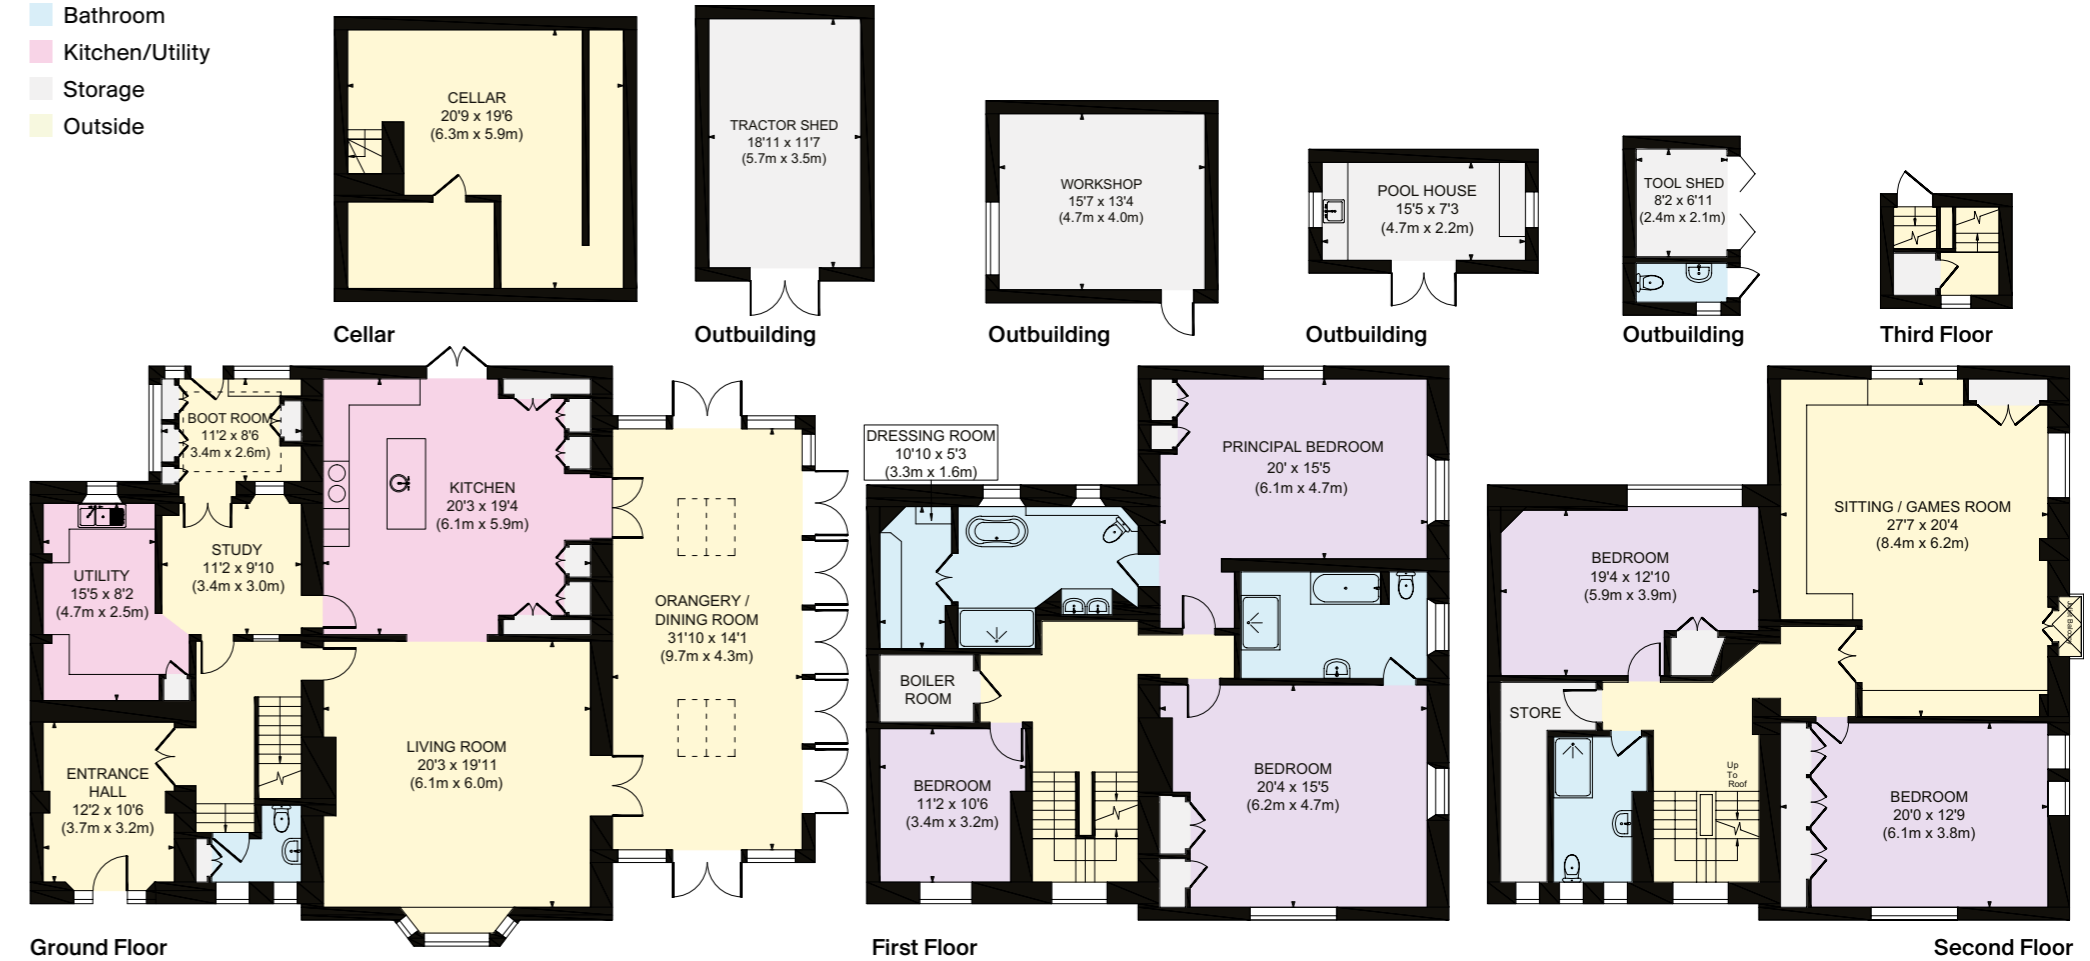 Bathroom
Kitchen/Utility
Storage
Outside
CELLAR
20'9 x 19'6
(6.3m x 5.9m)
Cellar
TRACTOR SHED
18'11 x 11'7
(5.7m x 3.5m)
Outbuilding
WORKSHOP
15'7 x 13'4
(4.7m x 4.0m)
Outbuilding
POOL HOUSE
15'5 x 7'3
(4.7m x 2.2m)
Outbuilding
TOOL SHED
8'2 x 6'11
(2.4m x 2.1m)
Outbuilding
Third Floor
BOOT ROOM
11'2 x 8'6
3.4m x 2.6m)
KITCHEN
20'3 x 19'4
(6.1m x 5.9m)
STUDY
11'2 x 9'10
(3.4m x 3.0m)
UTILITY
15'5 x 8'2
(4.7m x 2.5m)
ORANGERY /
DINING ROOM
31'10 x 14'1
(9.7m x 4.3m)
LIVING ROOM
20'3 x 19'11
(6.1m x 6.0m)
ENTRANCE
HALL
12'2 x 10'6
(3.7m x 3.2m)
Ground Floor
DRESSING ROOM
10'10 x 5'3
(3.3m x 1.6m)
PRINCIPAL BEDROOM
20' x 15'5
(6.1m x 4.7m)
BOILER
ROOM
BEDROOM
11'2 x 10'6
(3.4m x 3.2m)
BEDROOM
20'4 x 15'5
(6.2m x 4.7m)
First Floor
SITTING / GAMES ROOM
27'7 x 20'4
(8.4m x 6.2m)
BEDROOM
19'4 x 12'10
(5.9m x 3.9m)
Juliet Balcony
STORE
Up
To
Roof
BEDROOM
20'0 x 12'9
(6.1m x 3.8m)
Second Floor